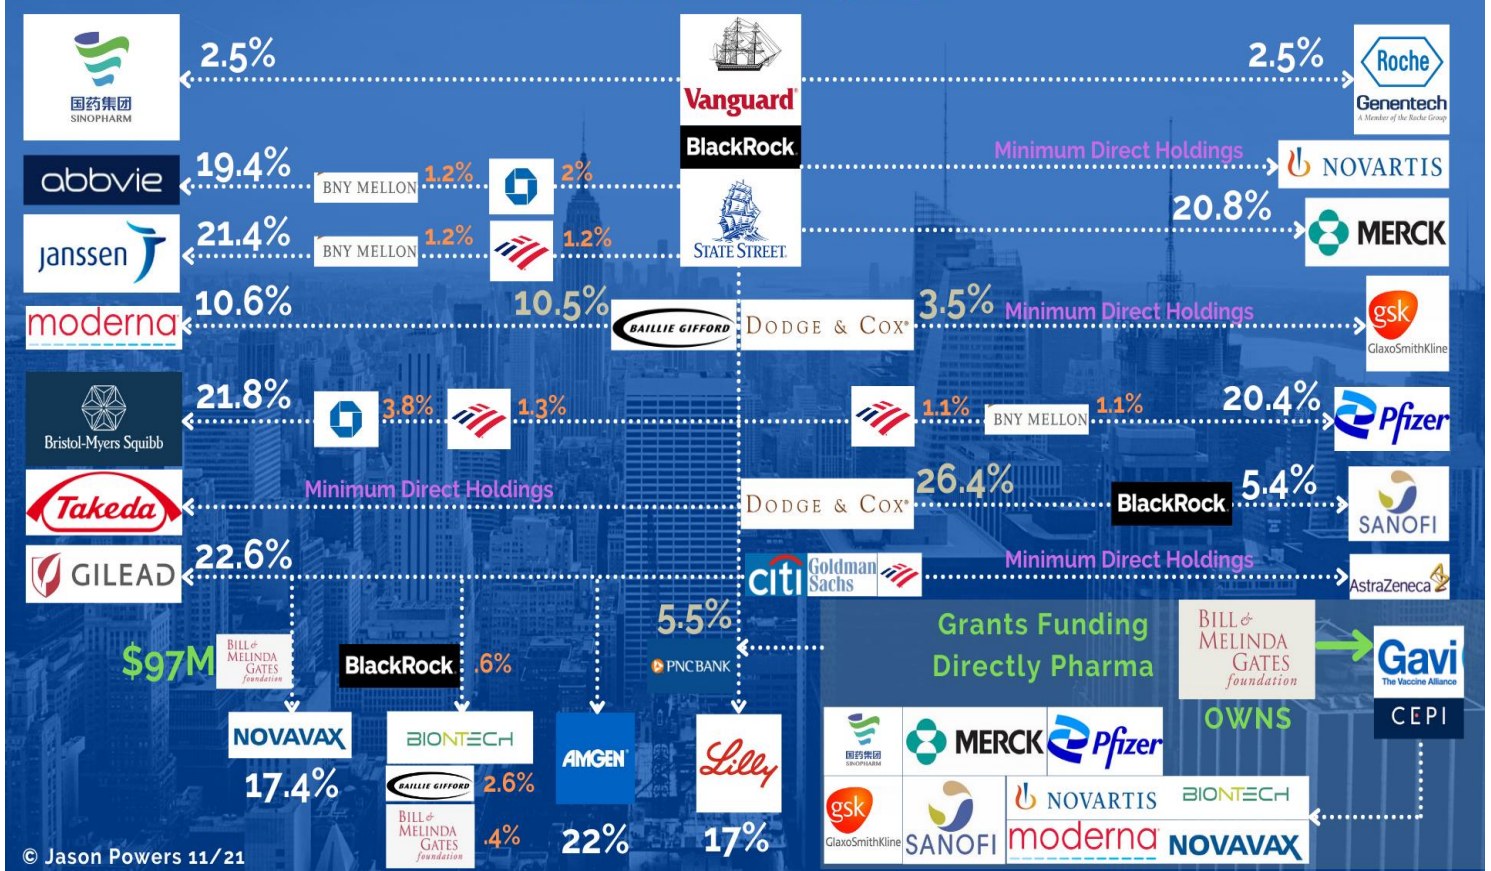 2.5%
2.5%
国药集团
SINOPHARM
Vanguard
Roche
Genentech
A Member of the Roche Group
BlackRock
Minimum Direct Holdings
NOVARTIS
abbvie
19.4%
BNY MELLON
1.2%
2%
STATE STREET
20.8%
MERCK
janssen
21.4%
BNY MELLON
1.2%
1.2%
moderna
10.6%
10.5%
BAILLIE GIFFORD
DODGE & COX
3.5%
Minimum Direct Holdings
gsk
GlaxoSmithKline
Bristol-Myers Squibb
21.8%
3.8%
1.3%
1.1%
BNY MELLON
1.1%
20.4%
Pfizer
Takeda
Minimum Direct Holdings
DODGE & COX
26.4%
BlackRock
5.4%
SANOFI
GILEAD
22.6%
citi
Goldman
Sachs
Minimum Direct Holdings
AstraZeneca
$97M
BILL &
MELINDA
GATES
foundation
BlackRock
.6%
5.5%
PNC BANK
Grants Funding
Directly Pharma
BILL &
MELINDA
GATES
foundation
OWNS
Gavi
The Vaccine Alliance
CEPI
NOVAVAX
17.4%
BIONTECH
BAILLIE GIFFORD
2.6%
BILL &
MELINDA
GATES
foundation
.4%
AMGEN
22%
Lilly
17%
国药集团
SINOPHARM
MERCK
Pfizer
gsk
GlaxoSmithKline
SANOFI
NOVARTIS
BIONTECH
moderna
NOVAVAX
© Jason Powers 11/21